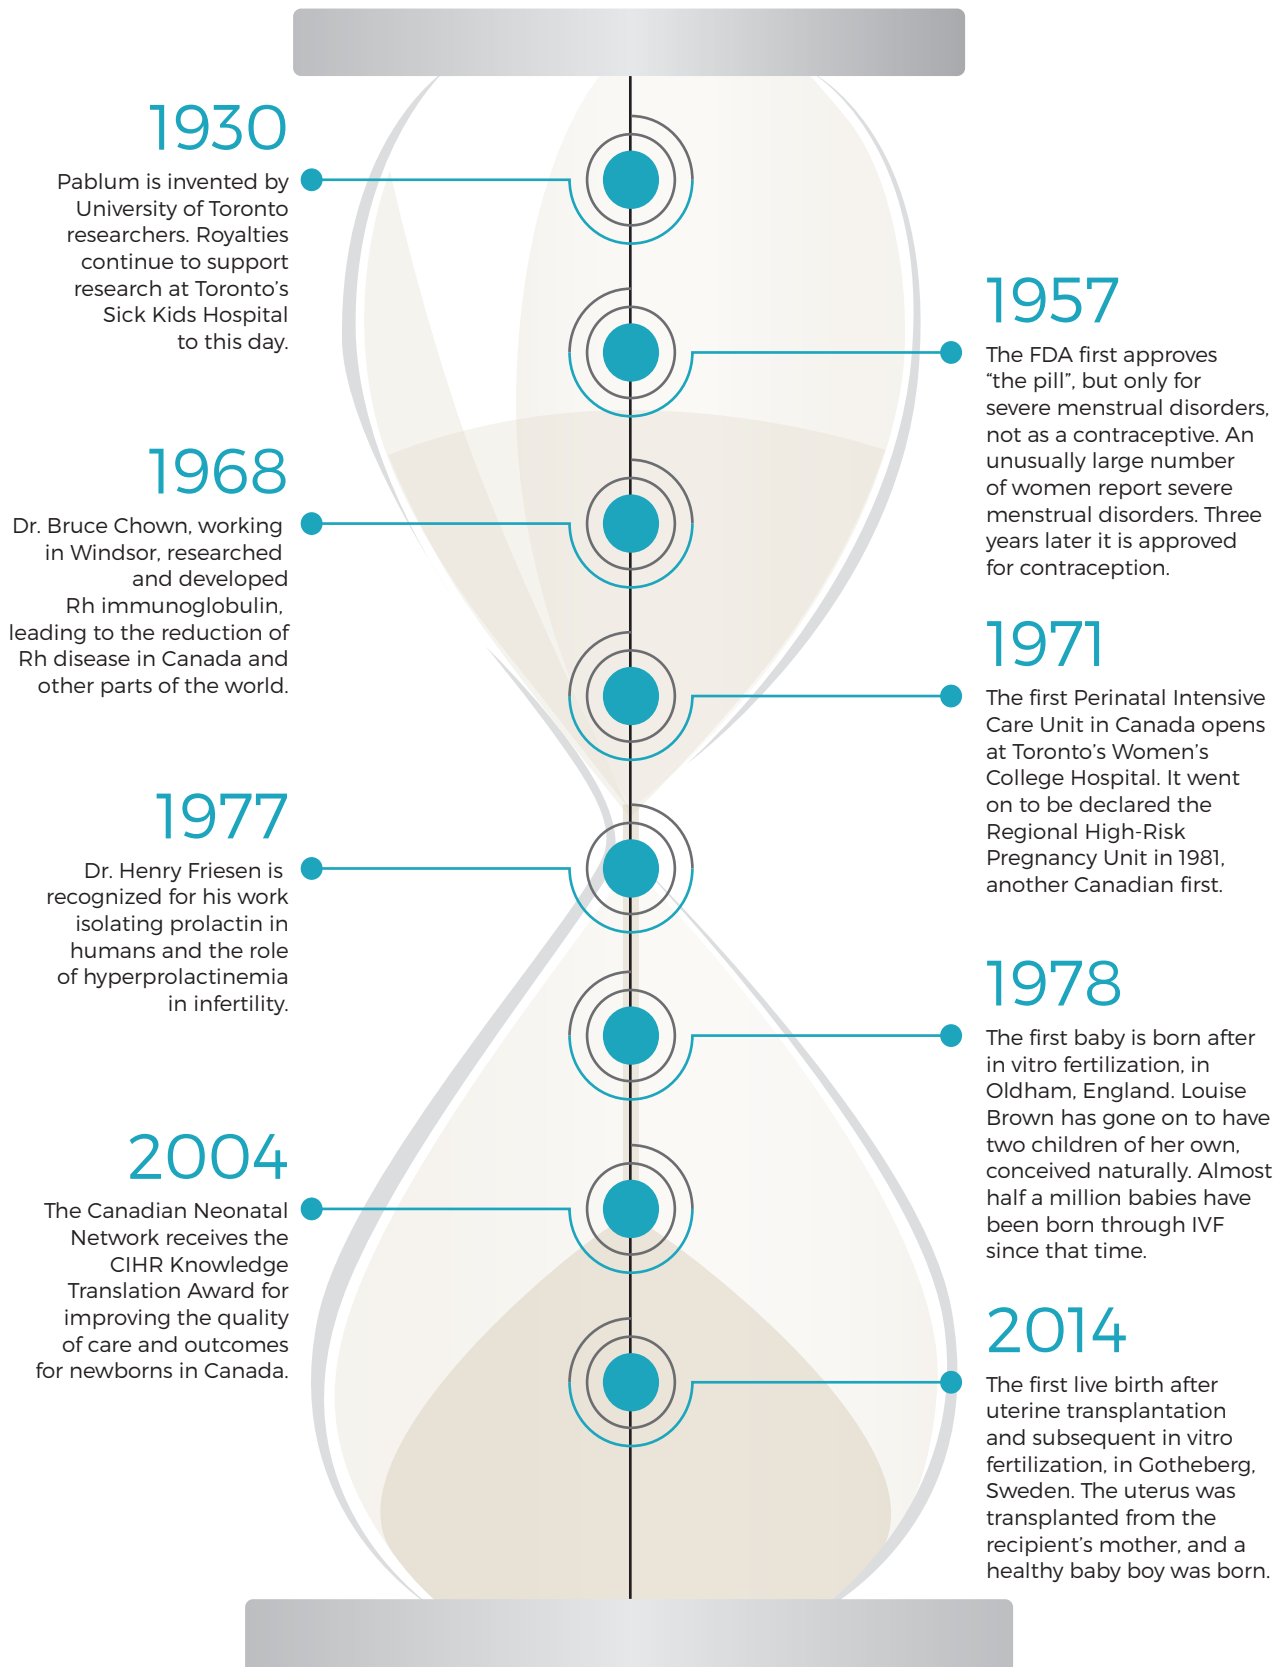 1930
Pablum is invented by
University of Toronto
researchers. Royalties
continue to support
research at Toronto’s
Sick Kids Hospital
to this day.
1957
The FDA first approves
“the pill”, but only for
severe menstrual disorders,
not as a contraceptive. An
unusually large number
of women report severe
menstrual disorders. Three
years later it is approved
for contraception.
1968
Dr. Bruce Chown, working
in Windsor, researched
and developed
Rh immunoglobulin,
leading to the reduction of
Rh disease in Canada and
other parts of the world.
1971
The first Perinatal Intensive
Care Unit in Canada opens
at Toronto’s Women’s
College Hospital. It went
on to be declared the
Regional High-Risk
Pregnancy Unit in 1981,
another Canadian first.
1977
Dr. Henry Friesen is
recognized for his work
isolating prolactin in
humans and the role
of hyperprolactinemia
in infertility.
1978
The first baby is born after
in vitro fertilization, in
Oldham, England. Louise
Brown has gone on to have
two children of her own,
conceived naturally. Almost
half a million babies have
been born through IVF
since that time.
2004
The Canadian Neonatal
Network receives the
CIHR Knowledge
Translation Award for
improving the quality
of care and outcomes
for newborns in Canada.
2014
The first live birth after
uterine transplantation
and subsequent in vitro
fertilization, in Gotheberg,
Sweden. The uterus was
transplanted from the
recipient’s mother, and a
healthy baby boy was born.